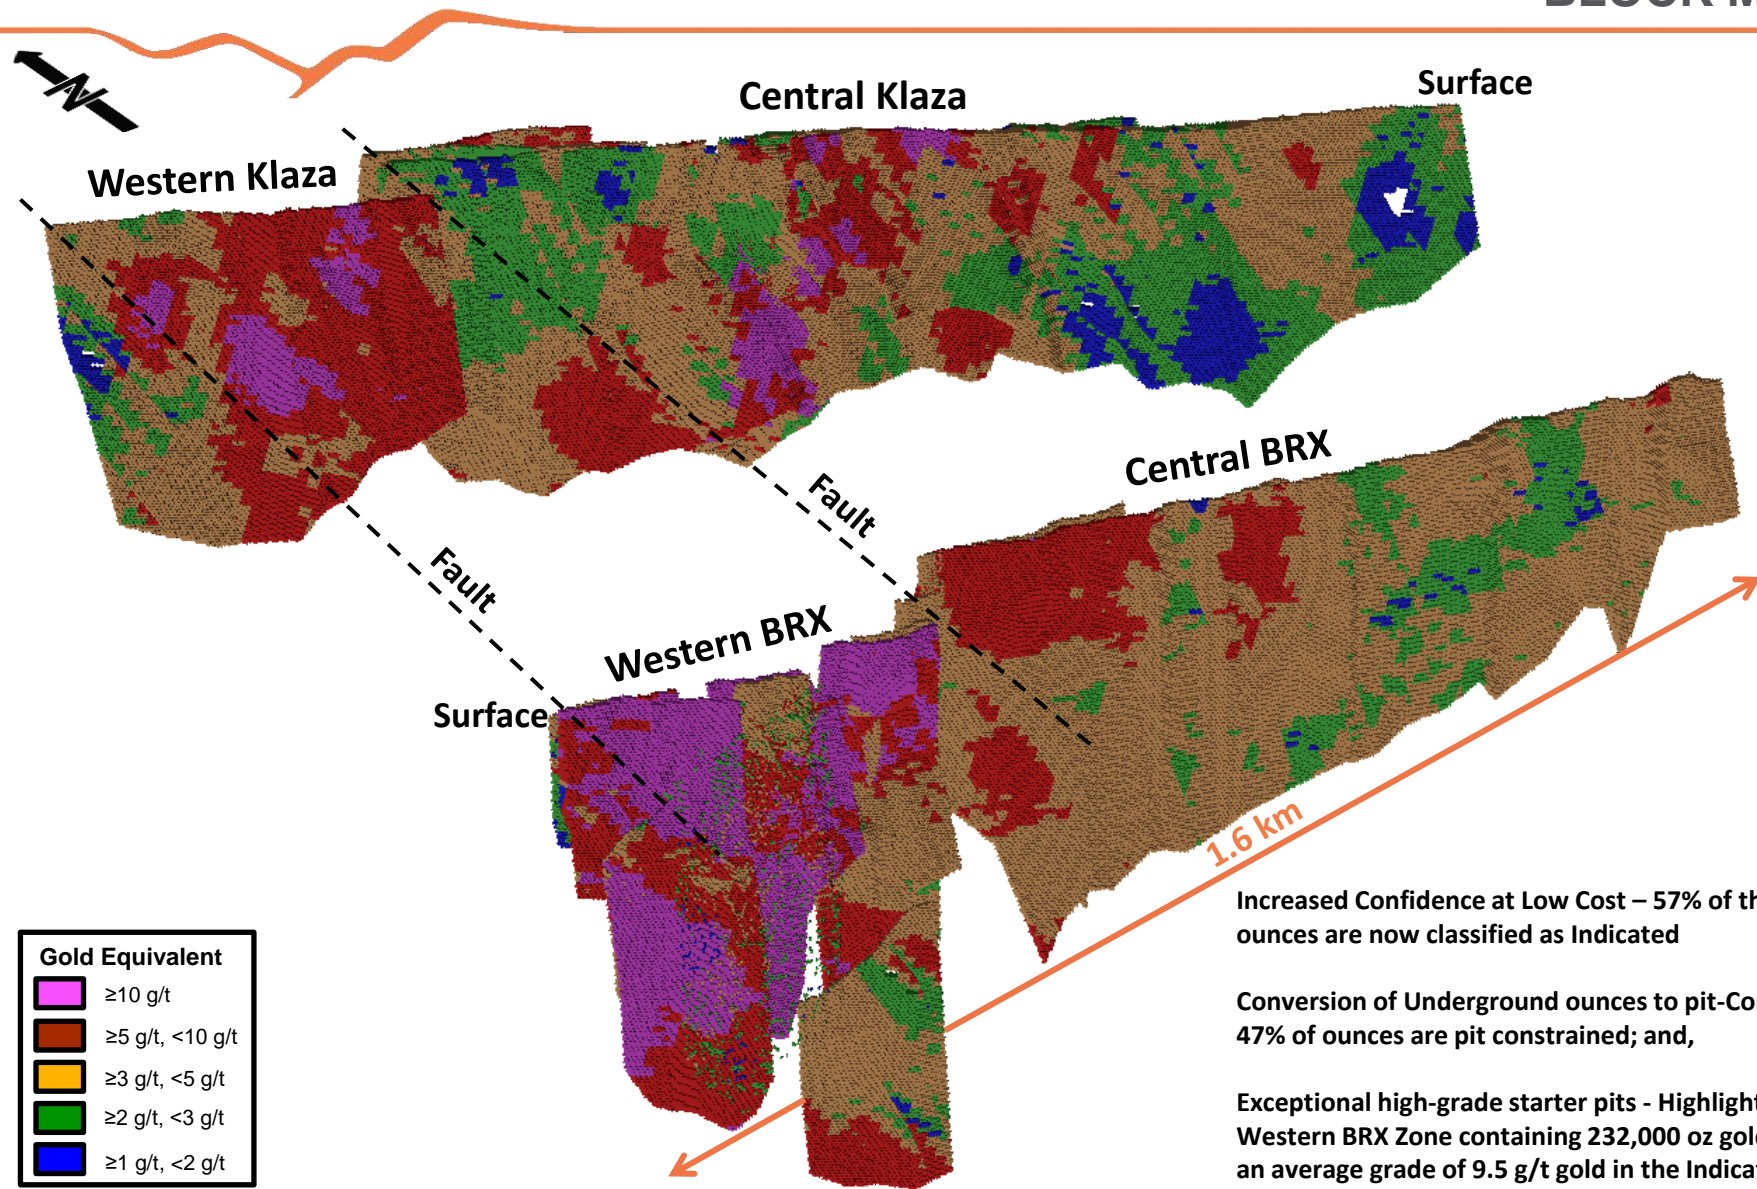 BLOCK M
N
Central Klaza
Surface
Western Klaza
Central BRX
Fault
Fault
Western BRX
Surface
1.6 km
Increased Confidence at Low Cost – 57% of th
ounces are now classified as Indicated
Conversion of Underground ounces to pit-Co
47% of ounces are pit constrained; and,
Exceptional high-grade starter pits - Highlight
Western BRX Zone containing 232,000 oz gol
an average grade of 9.5 g/t gold in the Indica
Gold Equivalent
≥10 g/t
≥5 g/t, <10 g/t
≥3 g/t, <5 g/t
≥2 g/t, <3 g/t
≥1 g/t, <2 g/t